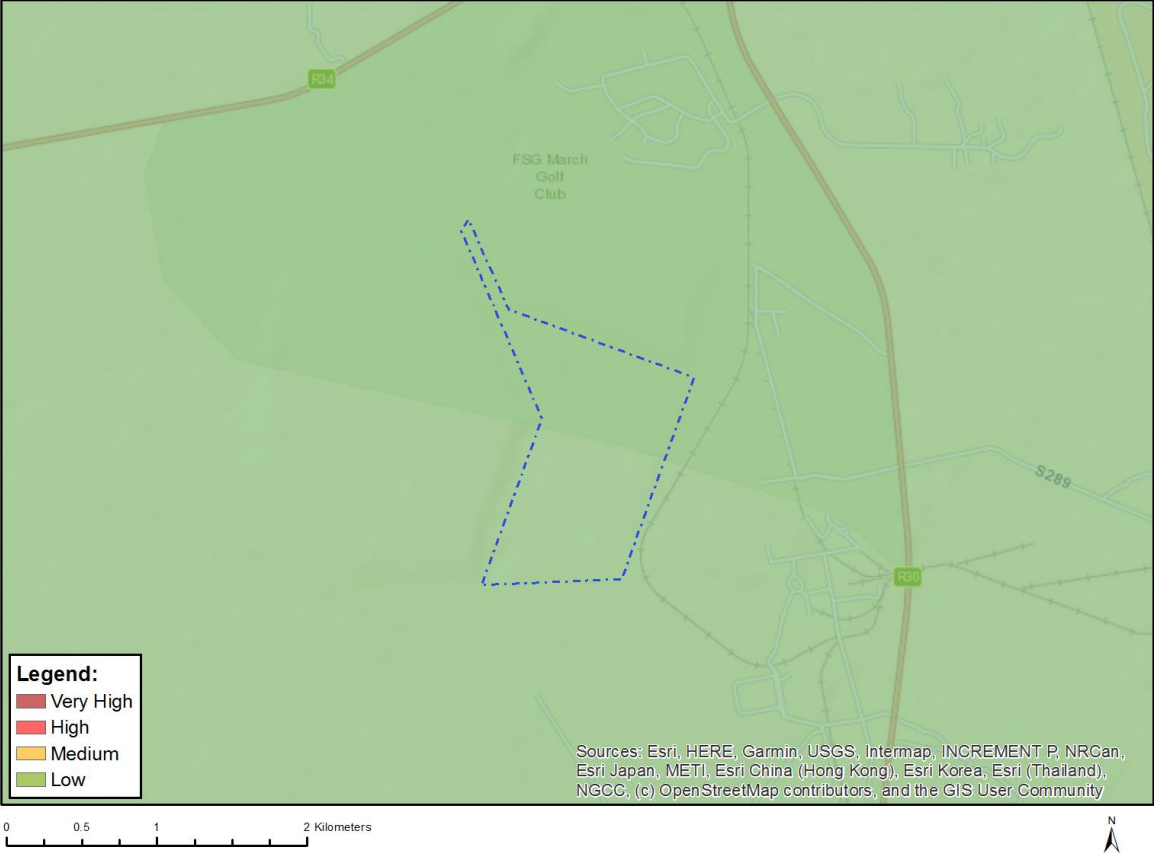 R34
FSG March
Golf
Club
S289
R30
Legend:
Very High
High
Medium
Low
Sources: Esri, HERE, Garmin, USGS, Intermap, INCREMENT P, NRCan,
Esri Japan, METI, Esri China (Hong Kong), Esri Korea, Esri (Thailand),
NGCC, (c) OpenStreetMap contributors, and the GIS User Community
0 0.5 1 2 Kilometers
N